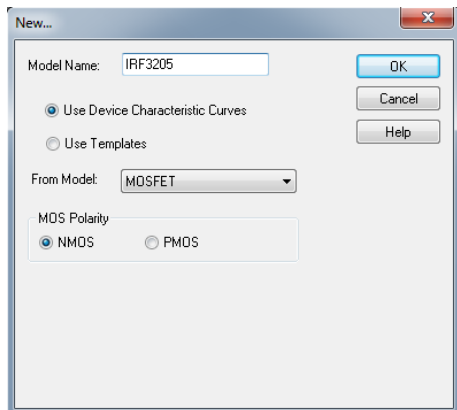 New...
Model Name: IRF3205
OK
Use Device Characteristic Curves
Cancel
Use Templates
Help
From Model: MOSFET
MOS Polarity
NMOS PMOS